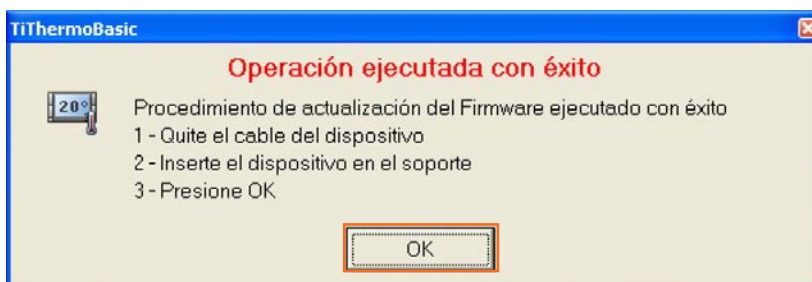 TiThermoBasic
Operación ejecutada con éxito
20°
Procedimiento de actualización del Firmware ejecutado con éxito
1 - Quite el cable del dispositivo
2 - Inserte el dispositivo en el soporte
3 - Presione OK
OK